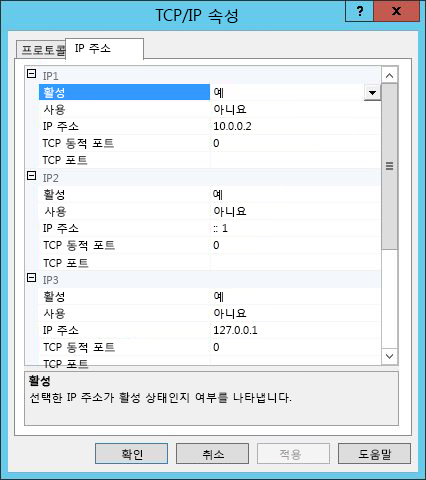 TCP/IP 속성
? x
프로토콜 IP 주소
IP1
활성 예
사용 아니요
IP 주소 10.0.0.2
TCP 동적 포트 0
TCP 포트
IP2
활성 예
사용 아니요
IP 주소 :: 1
TCP 동적 포트 0
TCP 포트
IP3
활성 예
사용 아니요
IP 주소 127.0.0.1
TCP 동적 포트 0
TCP 포트
활성
선택한 IP 주소가 활성 상태인지 여부를 나타냅니다.
확인 취소 적용 도움말